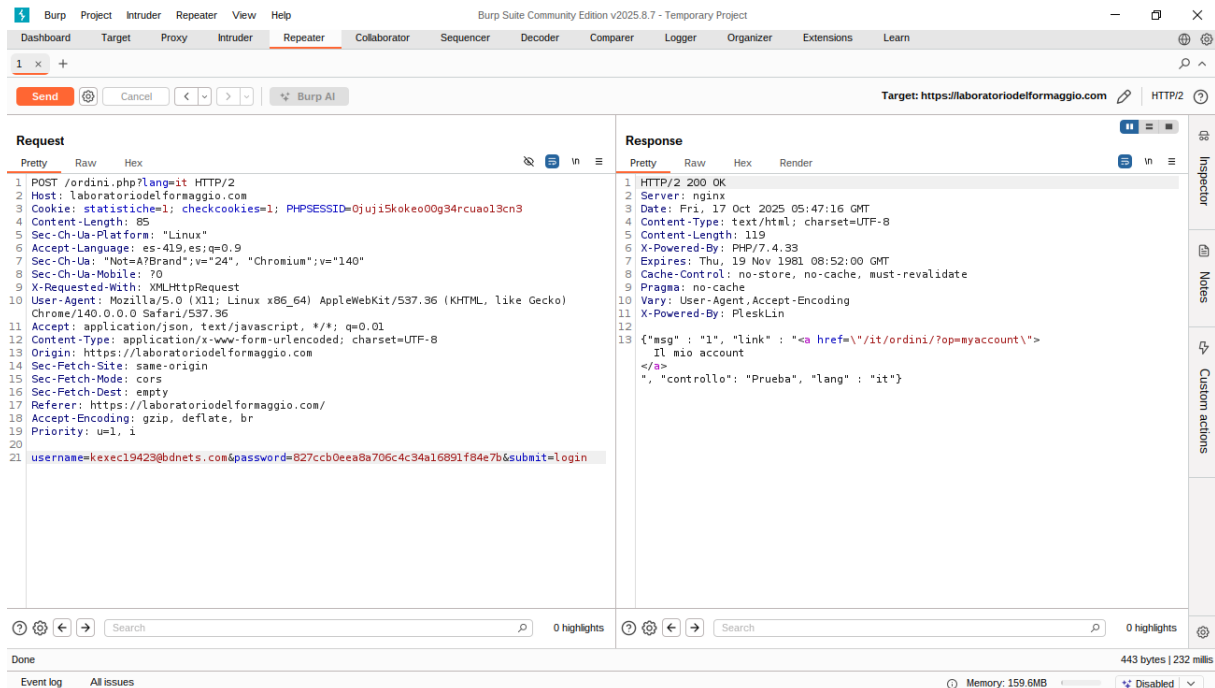 Burp Project Intruder Repeater View Help
Burp Suite Community Edition v2025.8.7 - Temporary Project
Dashboard Target Proxy Intruder Repeater Collaborator Sequencer Decoder Comparer Logger Organizer Extensions Learn
1 × +
Send Cancel Burp AI
Target: https://laboratoriodelformaggio.com HTTP/2
Request
Pretty Raw Hex \n
1 POST /ordini.php?lang=it HTTP/2
2 Host: laboratoriodelformaggio.com
3 Cookie: statistiche=1; checkcookies=1; PHPSESSID=0juji5kokeo00g34rcuao13cn3
4 Content-Length: 85
5 Sec-Ch-Ua-Platform: "Linux"
6 Accept-Language: es-419,es;q=0.9
7 Sec-Ch-Ua: "Not=A?Brand";v="24", "Chromium";v="140"
8 Sec-Ch-Ua-Mobile: ?0
9 X-Requested-With: XMLHttpRequest
10 User-Agent: Mozilla/5.0 (X11; Linux x86_64) AppleWebKit/537.36 (KHTML, like Gecko)
Chrome/140.0.0.0 Safari/537.36
11 Accept: application/json, text/javascript, */*; q=0.01
12 Content-Type: application/x-www-form-urlencoded; charset=UTF-8
13 Origin: https://laboratoriodelformaggio.com
14 Sec-Fetch-Site: same-origin
15 Sec-Fetch-Mode: cors
16 Sec-Fetch-Dest: empty
17 Referer: https://laboratoriodelformaggio.com/
18 Accept-Encoding: gzip, deflate, br
19 Priority: u=1, i
20
21 username=kexec19423@bdnets.com&password=827ccb0eea8a706c4c34a16891f84e7b&submit=login
Search 0 highlights
Response
Pretty Raw Hex Render \n
1 HTTP/2 200 OK
2 Server: nginx
3 Date: Fri, 17 Oct 2025 05:47:16 GMT
4 Content-Type: text/html; charset=UTF-8
5 Content-Length: 119
6 X-Powered-By: PHP/7.4.33
7 Expires: Thu, 19 Nov 1981 08:52:00 GMT
8 Cache-Control: no-store, no-cache, must-revalidate
9 Pragma: no-cache
10 Vary: User-Agent,Accept-Encoding
11 X-Powered-By: PleskLin
12
13 {"msg" : "1", "link" : "<a href=\"/it/ordini/?op=myaccount\">
Il mio account
</a>
", "controllo": "Prueba", "lang" : "it"}
Search 0 highlights
Inspector
Notes
Custom actions
Done
443 bytes | 232 millis
Event log All issues
Memory: 159.6MB
Disabled